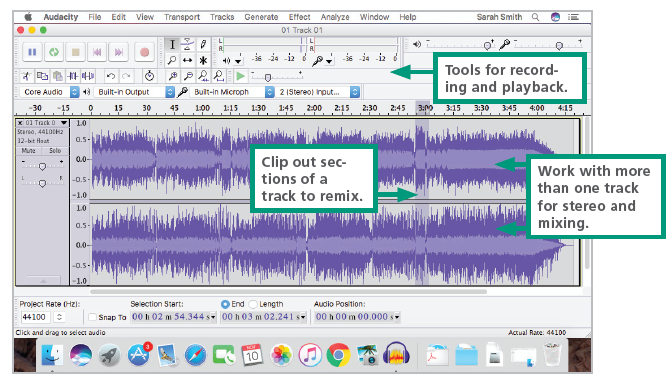 Audacity File Edit View Transport Tracks Generate Effect Analyze Window Help Sarah Smith
01 Track 01
L
R
L
R
-36 -24 -12 0
-36 -24 -12 0
Tools for record-
ing and playback.
Core Audio Built-in Output Built-in Microph 2 (Stereo) Input...
-30 -15 0 15 30 45 1:00 1:15 1:30 1:45 2:00 2:15 2:30 2:45 3:00 3:15 3:30 3:45 4:00 4:15
x 01 Track 0
Stereo, 44100Hz
32-bit float
Mute Solo
- +
L R
1.0
0.5-
0.0-
-0.5-
-1.0
1.0
0.5-
0.0-
-0.5-
-1.0
Clip out sec-
tions of a
track to remix.
Work with more
than one track
for stereo and
mixing.
Project Rate (Hz): Selection Start: End Length Audio Position:
44100 Snap To 00 h 02 m 54.344 s 00 h 03 m 02.241 s 00 h 00 m 00.000 s
Click and drag to select audio Actual Rate: 44100
3
SEP
10